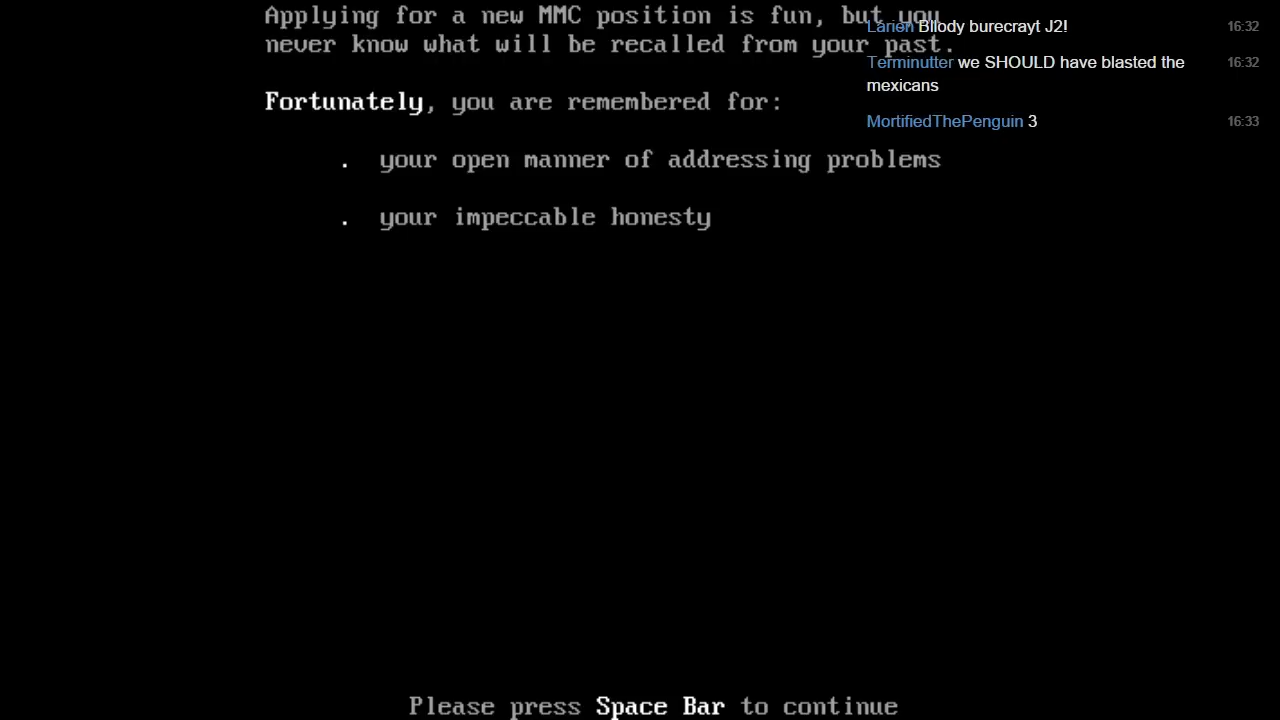 Applying for a new MMC position is fun, but you
never know what will be recalled from your past.
Fortunately, you are remembered for:
. your open manner of addressing problems
. your impeccable honesty
Please press Space Bar to continue
Larien Bllody burecrayt J2! 16:32
Terminutter we SHOULD have blasted the 16:32
mexicans
MortifiedThePenguin 3 16:33